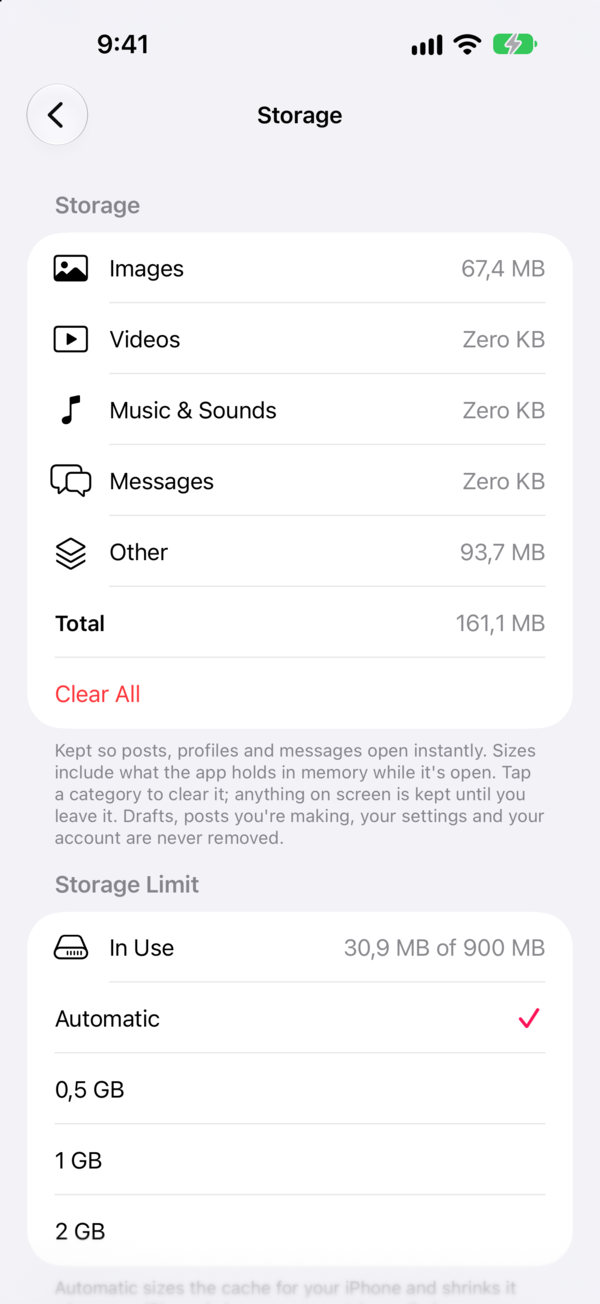 9:41
Storage
Storage
Images 67,4 MB
Videos Zero KB
Music & Sounds Zero KB
Messages Zero KB
Other 93,7 MB
Total 161,1 MB
Clear All
Kept so posts, profiles and messages open instantly. Sizes
include what the app holds in memory while it's open. Tap
a category to clear it; anything on screen is kept until you
leave it. Drafts, posts you're making, your settings and your
account are never removed.
Storage Limit
In Use 30,9 MB of 900 MB
Automatic
0,5 GB
1 GB
2 GB
Automatic sizes the cache for your iPhone and shrinks it